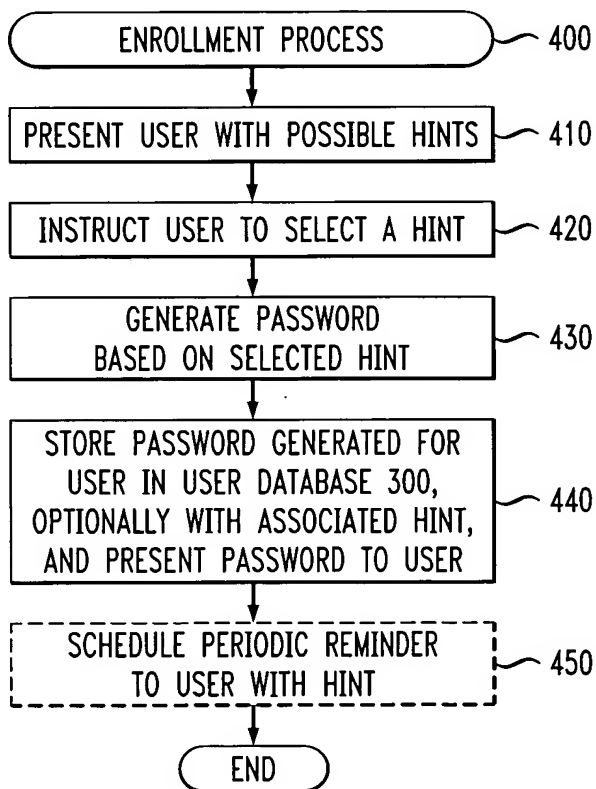 ENROLLMENT PROCESS
400
PRESENT USER WITH POSSIBLE HINTS
410
INSTRUCT USER TO SELECT A HINT
420
GENERATE PASSWORD
BASED ON SELECTED HINT
430
STORE PASSWORD GENERATED FOR
USER IN USER DATABASE 300,
OPTIONALLY WITH ASSOCIATED HINT,
AND PRESENT PASSWORD TO USER
440
SCHEDULE PERIODIC REMINDER
TO USER WITH HINT
450
END